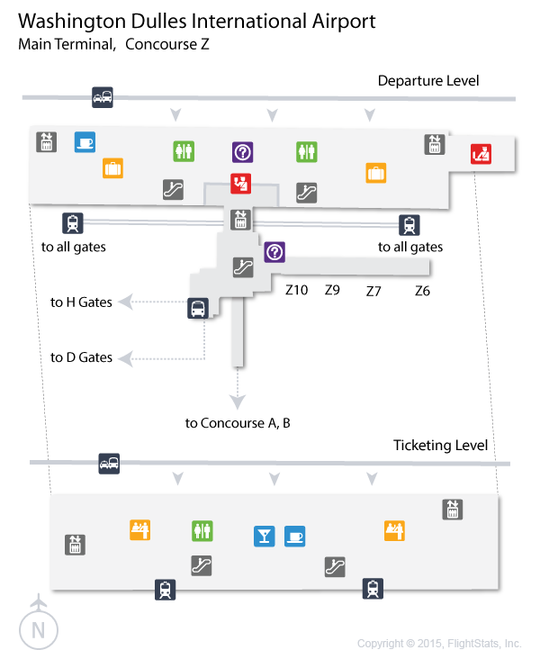 Washington Dulles International Airport
Main Terminal, Concourse Z
Departure Level
to all gates
to all gates
Z10 Z9 Z7 Z6
to H Gates
to D Gates
to Concourse A, B
Ticketing Level
N
Copyright © 2015, FlightStats, Inc.